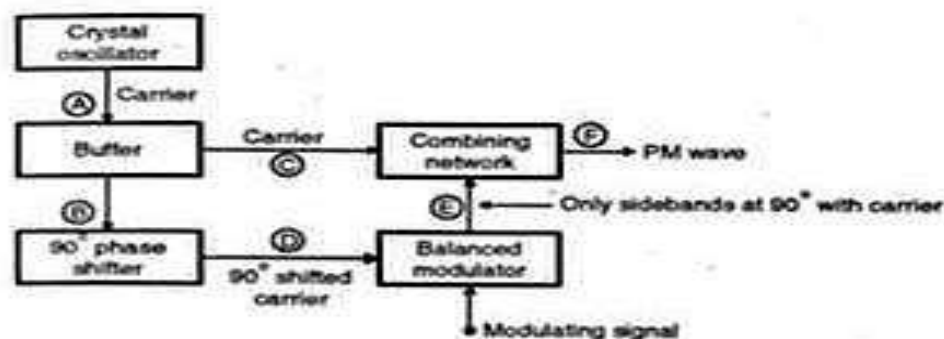 Crystal
oscillator
A
Carrier
Buffer
Carrier
C
Combining
network
F
PM wave
B
E
Only sidebands at 90° with carrier
90° phase
shifter
D
90° shifted
carrier
Balanced
modulator
Modulating signal